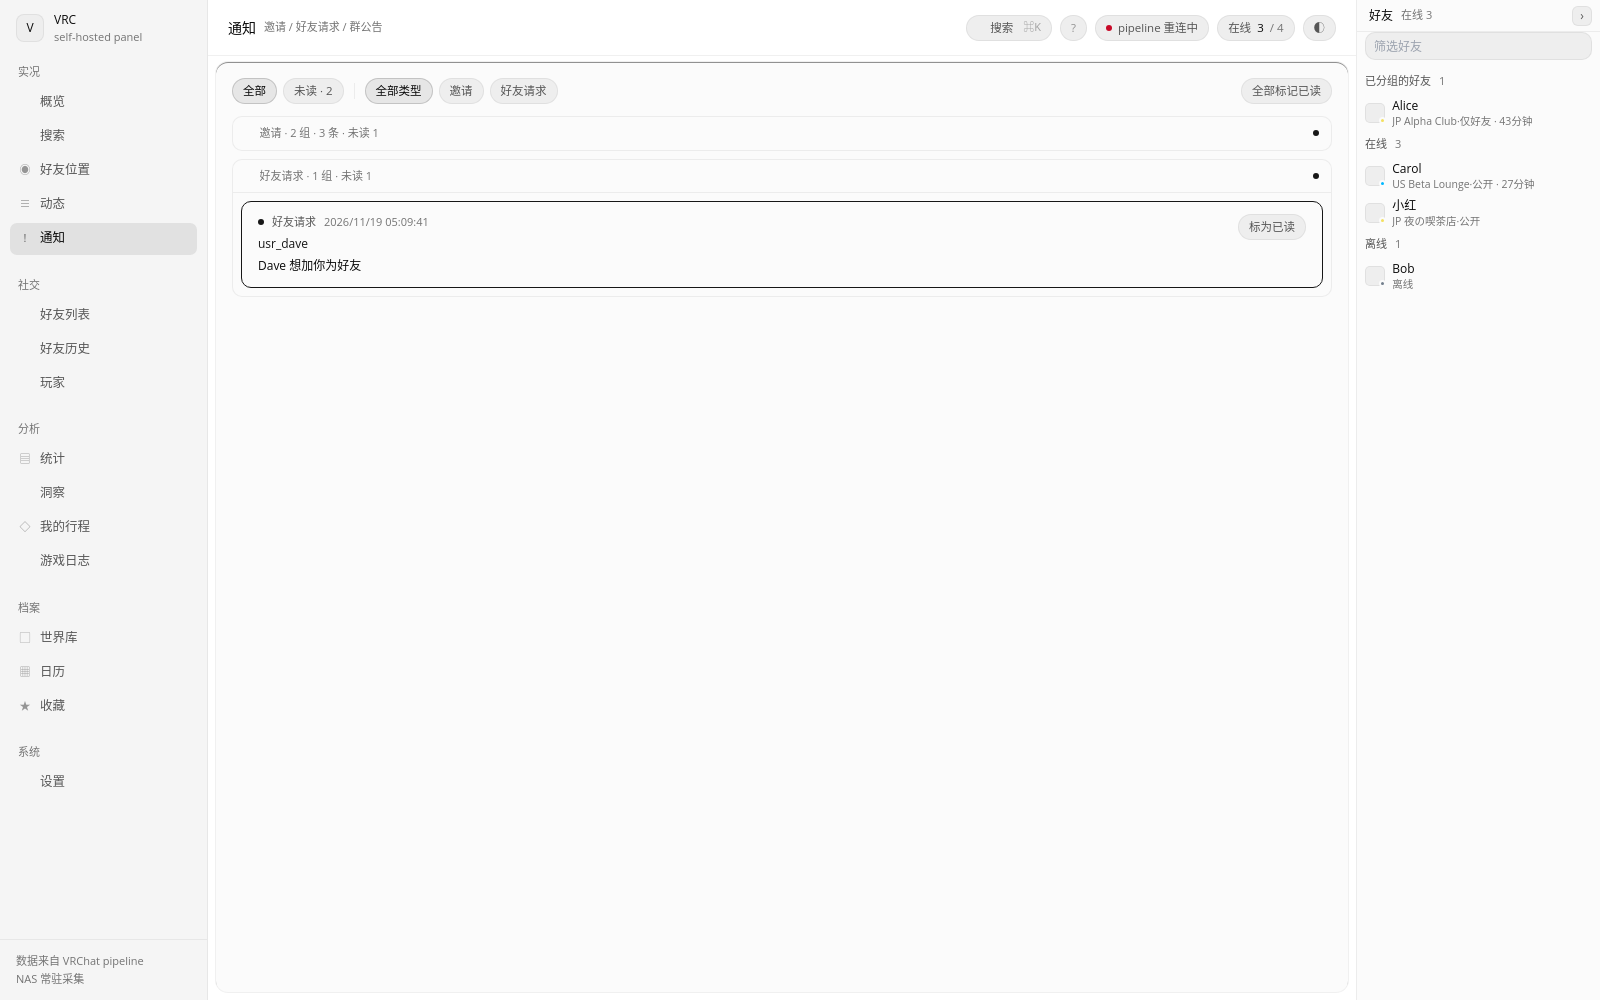 V
VRC
self-hosted panel
实况
概览
搜索
好友位置
动态
! 通知
社交
好友列表
好友历史
玩家
分析
统计
洞察
我的行程
游戏日志
档案
世界库
日历
★ 收藏
系统
设置
数据来自 VRChat pipeline
NAS 常驻采集
通知 邀请 / 好友请求 / 群公告
搜索 ⌘K
?
pipeline 重连中
在线 3 / 4
全部
未读 · 2
全部类型
邀请
好友请求
全部标记已读
邀请 · 2 组 · 3 条 · 未读 1
好友请求 · 1 组 · 未读 1
好友请求 2026/11/19 05:09:41
标为已读
usr_dave
Dave 想加你为好友
好友 在线 3
›
筛选好友
已分组的好友 1
Alice
JP Alpha Club·仅好友 · 43分钟
在线 3
Carol
US Beta Lounge·公开 · 27分钟
小红
JP 夜の喫茶店·公开
离线 1
Bob
离线